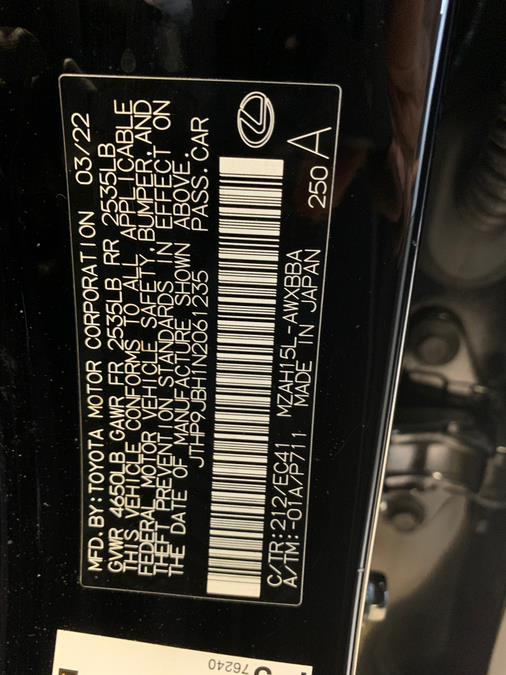 MFD. BY: TOYOTA MOTOR CORPORATION 03/22
GVWR 4650LB GAWR FR 2535LB RR 2535LB
THIS VEHICLE CONFORMS TO ALL APPLICABLE
FEDERAL MOTOR VEHICLE SAFETY, BUMPER, AND
THEFT PREVENTION STANDARDS IN EFFECT ON
THE DATE OF MANUFACTURE SHOWN ABOVE.
JTHP9JBH1N2061235 PASS. CAR
C/TR: 212/EC41 MZAH15L-AWXBBA
A/TM: -01A/P711 MADE IN JAPAN
250 A
76240